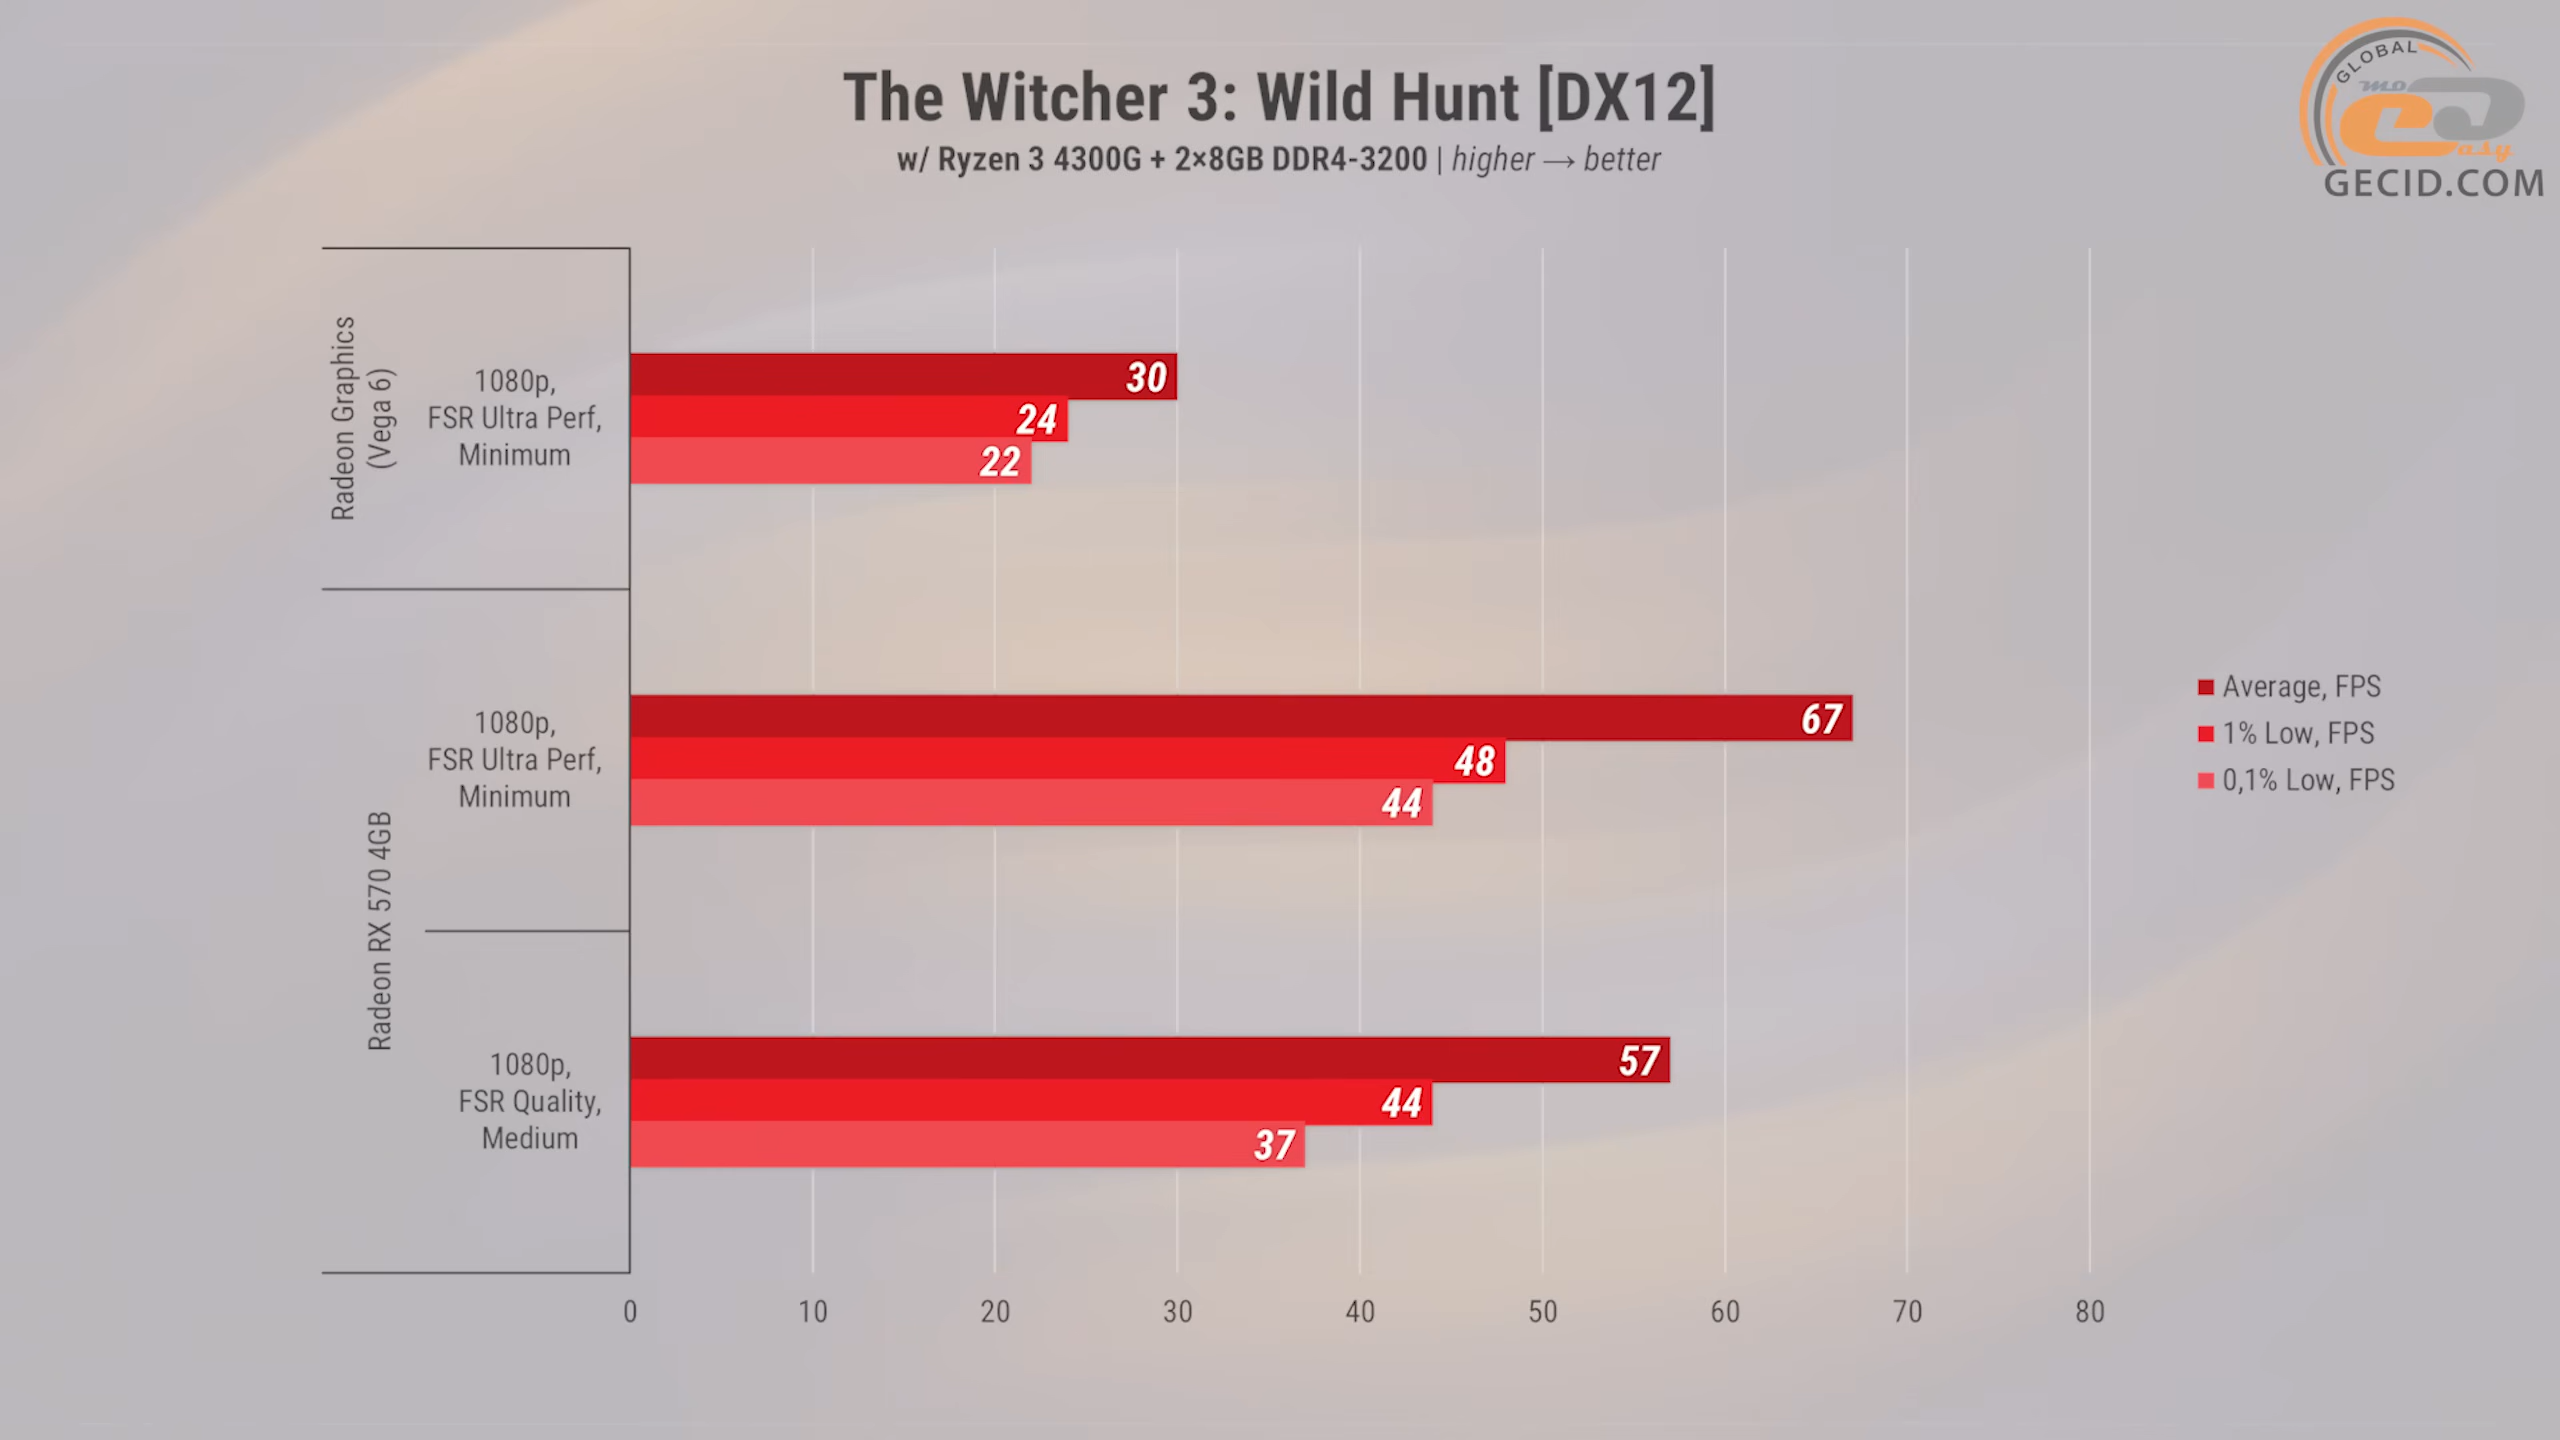 The Witcher 3: Wild Hunt [DX12]
w/ Ryzen 3 4300G + 2×8GB DDR4-3200 | higher → better
GLOBAL
mo
easy
GECID.COM
Radeon Graphics
(Vega 6)
1080p,
FSR Ultra Perf,
Minimum
30
24
22
Radeon RX 570 4GB
1080p,
FSR Ultra Perf,
Minimum
67
48
44
1080p,
FSR Quality,
Medium
57
44
37
Average, FPS
1% Low, FPS
0,1% Low, FPS
0 10 20 30 40 50 60 70 80